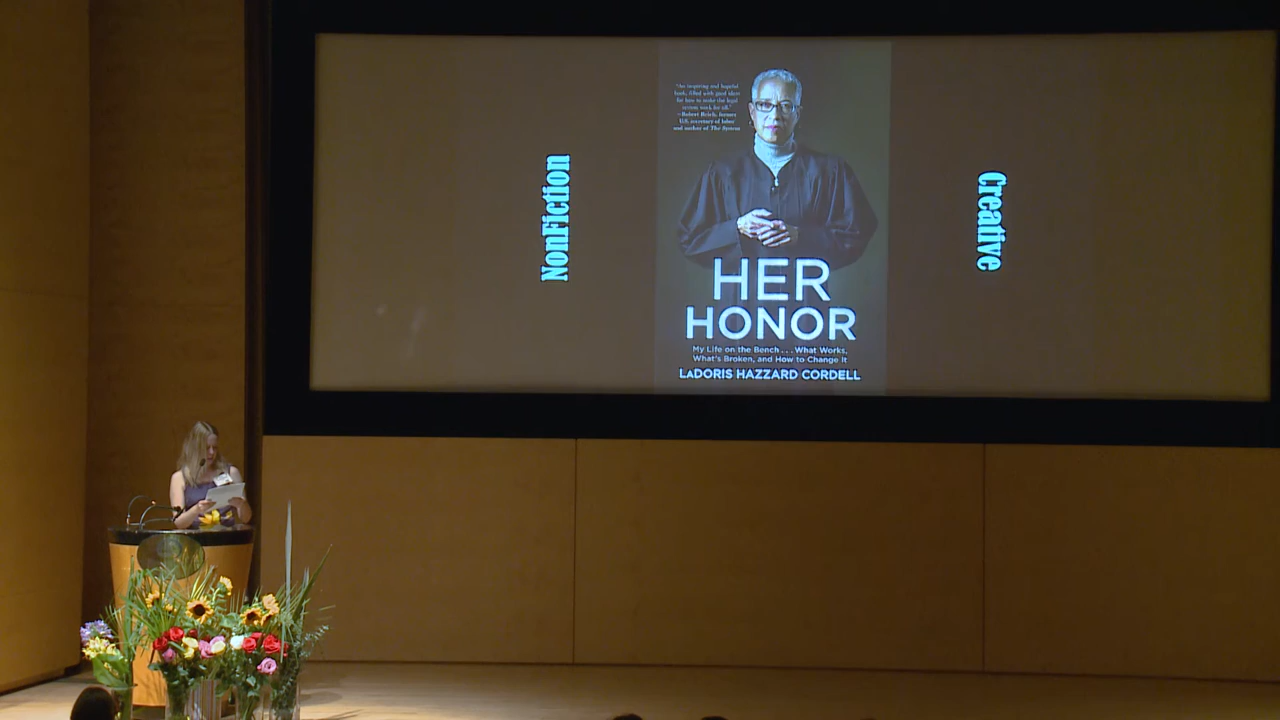 NonFiction
"An inspiring and hopeful
book, filled with good ideas
for how to make the legal
system work for all."
—Robert Reich, former
U.S. secretary of labor
and author of The System
HER
HONOR
My Life on the Bench . . . What Works,
What's Broken, and How to Change It
LADORIS HAZZARD CORDELL
Creative